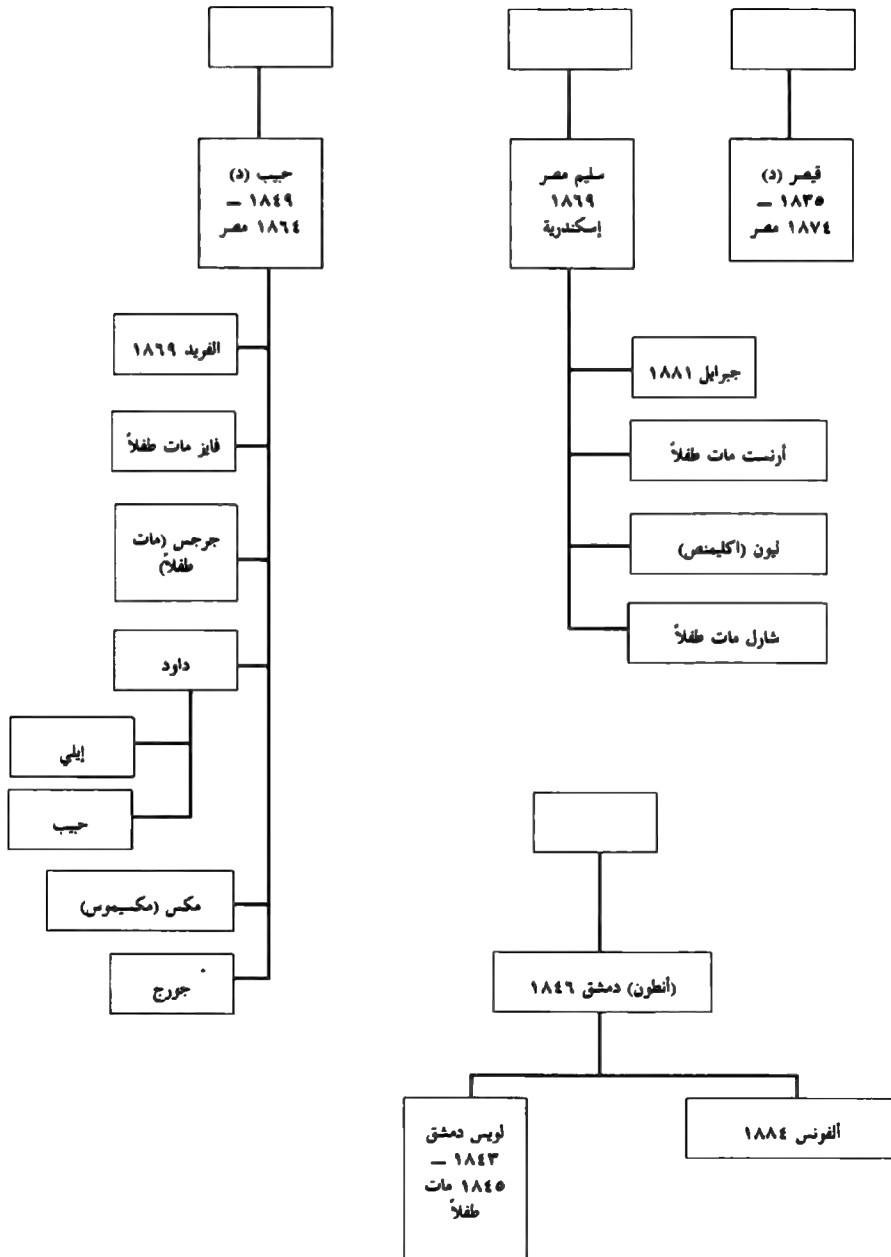 قيصر (د)
١٨٣٥ —
١٨٧٤ مصر
سليم مصر
١٨٦٩
إسكندرية
جبرايل ١٨٨١
أرنست مات طفلاً
ليون (اكليمنص)
شارل مات طفلاً
حبيب (د)
١٨٤٩ —
١٨٦٤ مصر
الفريد ١٨٦٩
فايز مات طفلاً
جرجس (مات
طفلاً)
داود
إيلي
حبيب
مكس (مكسيموس)
جورج
(أنطون) دمشق ١٨٤٦
ألفونس ١٨٨٤
لويس دمشق
١٨٤٣ —
١٨٤٥ مات
طفلاً